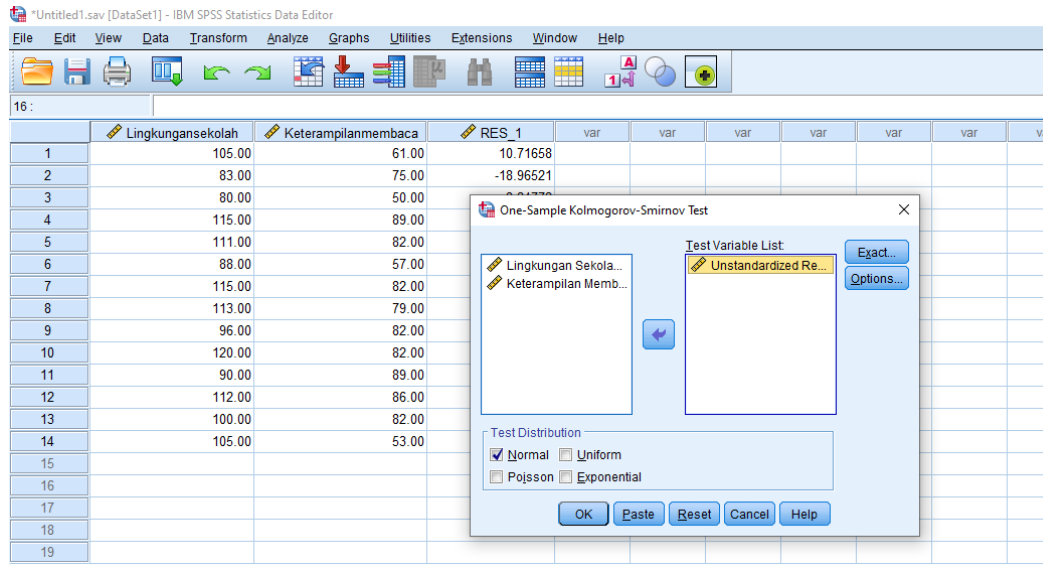 *Untitled1.sav [DataSet1] - IBM SPSS Statistics Data Editor
File Edit View Data Transform Analyze Graphs Utilities Extensions Window Help
16 :
Lingkungansekolah Keterampilanmembaca RES_1 var var var var var var
1 105.00 61.00 10.71658
2 83.00 75.00 -18.96521
3 80.00 50.00
4 115.00 89.00
5 111.00 82.00
6 88.00 57.00
7 115.00 82.00
8 113.00 79.00
9 96.00 82.00
10 120.00 82.00
11 90.00 89.00
12 112.00 86.00
13 100.00 82.00
14 105.00 53.00
15
16
17
18
19
One-Sample Kolmogorov-Smirnov Test
Test Variable List:
Lingkungan Sekola...
Keterampilan Memb...
Unstandardized Re...
Exact...
Options...
Test Distribution
Normal Uniform
Poisson Exponential
OK Paste Reset Cancel Help